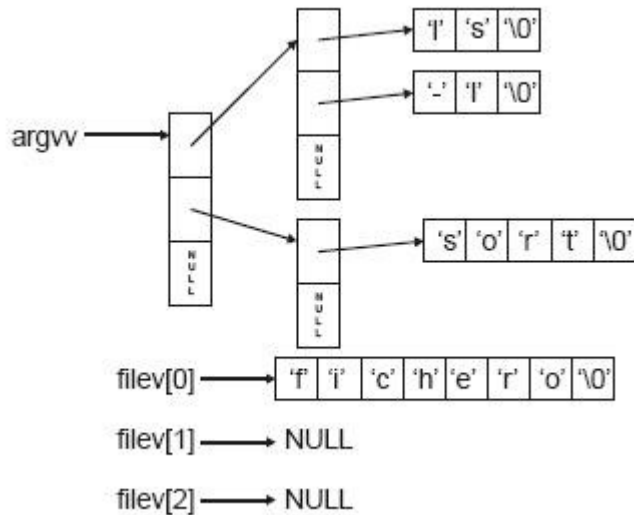 'l' 's' '\0'
'-' 'l' '\0'
argvv
NULL
's' 'o' 'r' 't' '\0'
NULL
NULL
filev[0] 'f' 'i' 'c' 'h' 'e' 'r' 'o' '\0'
filev[1] NULL
filev[2] NULL